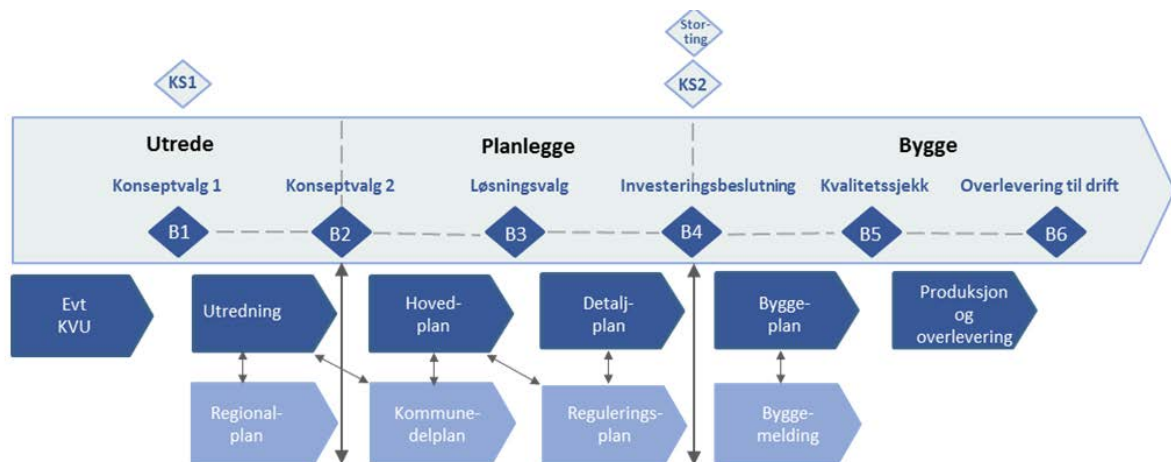 Stor-
ting
KS1
KS2
Utrede
Planlegge
Bygge
Konseptvalg 1
Konseptvalg 2
Løsningsvalg
Investeringsbeslutning
Kvalitetssjekk
Overlevering til drift
B1
B2
B3
B4
B5
B6
Evt
KVU
Utredning
Hoved-
plan
Detalj-
plan
Bygge-
plan
Produksjon
og
overlevering
Regional-
plan
Kommune-
delplan
Regulerings-
plan
Bygge-
melding